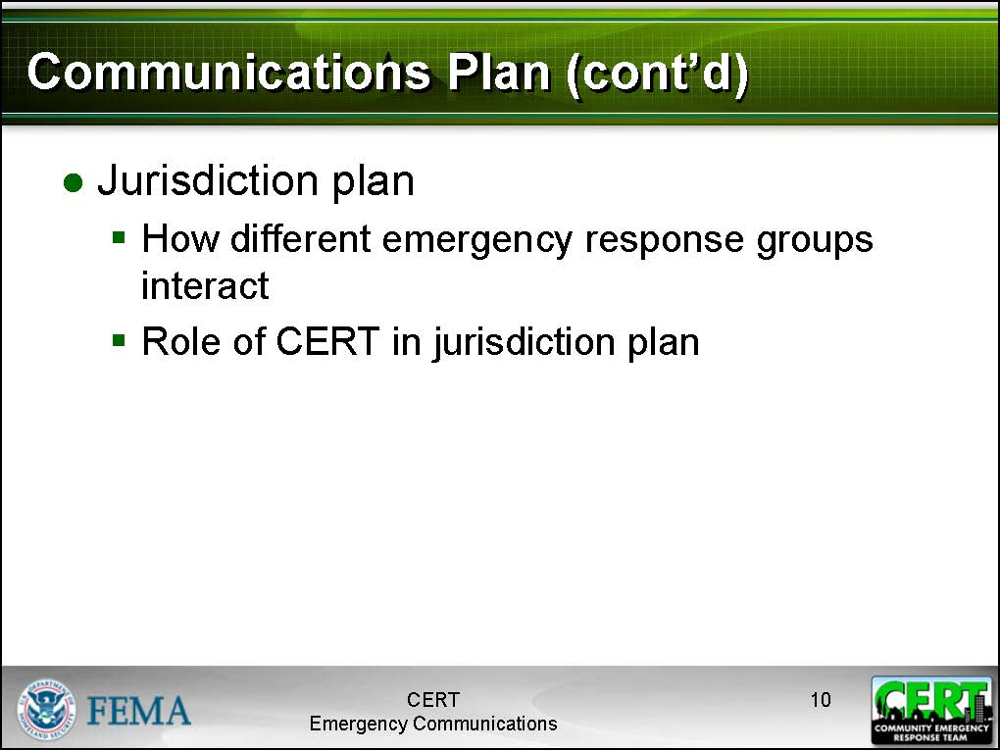 Communications Plan (cont’d)
● Jurisdiction plan
▪ How different emergency response groups
interact
▪ Role of CERT in jurisdiction plan
U.S. DEPARTMENT OF HOMELAND SECURITY
FEMA
CERT
Emergency Communications
10
CERT
COMMUNITY EMERGENCY
RESPONSE TEAM